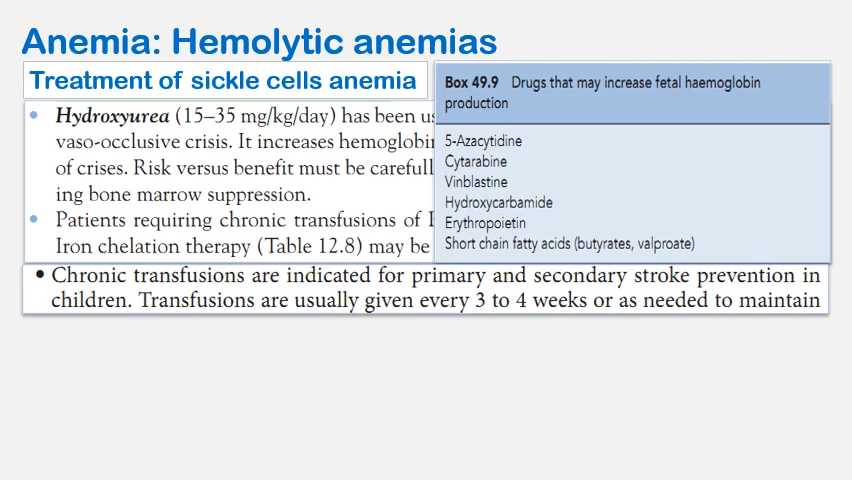 Anemia: Hemolytic anemias
Treatment of sickle cells anemia
• Hydroxyurea (15–35 mg/kg/day) has been
vaso-occlusive crisis. It increases
of crises. Risk versus benefit must be
ing bone marrow suppression.
• Patients requiring chronic transfusions of
Iron chelation therapy (Table 12.8) may be
Box 49.9 Drugs that may increase fetal haemoglobin
production
5-Azacytidine
Cytarabine
Vinblastine
Hydroxycarbamide
Erythropoietin
Short chain fatty acids (butyrates, valproate)
• Chronic transfusions are indicated for primary and secondary stroke prevention in
children. Transfusions are usually given every 3 to 4 weeks or as needed to maintain